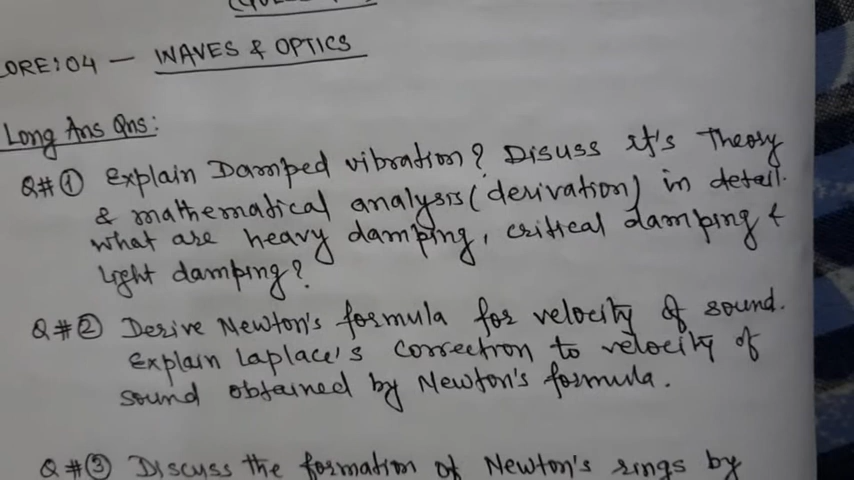 CORE: 04 — WAVES & OPTICS
Long Ans Qns:
Q#① Explain Damped vibration? Disuss it's Theory
& mathematical analysis (derivation) in detail.
what are heavy damping, critical damping &
light damping?
Q#② Derive Newton's formula for velocity of sound.
Explain Laplace's correction to velocity of
sound obtained by Newton's formula.
Q#③ Discuss the formation of Newton's rings by